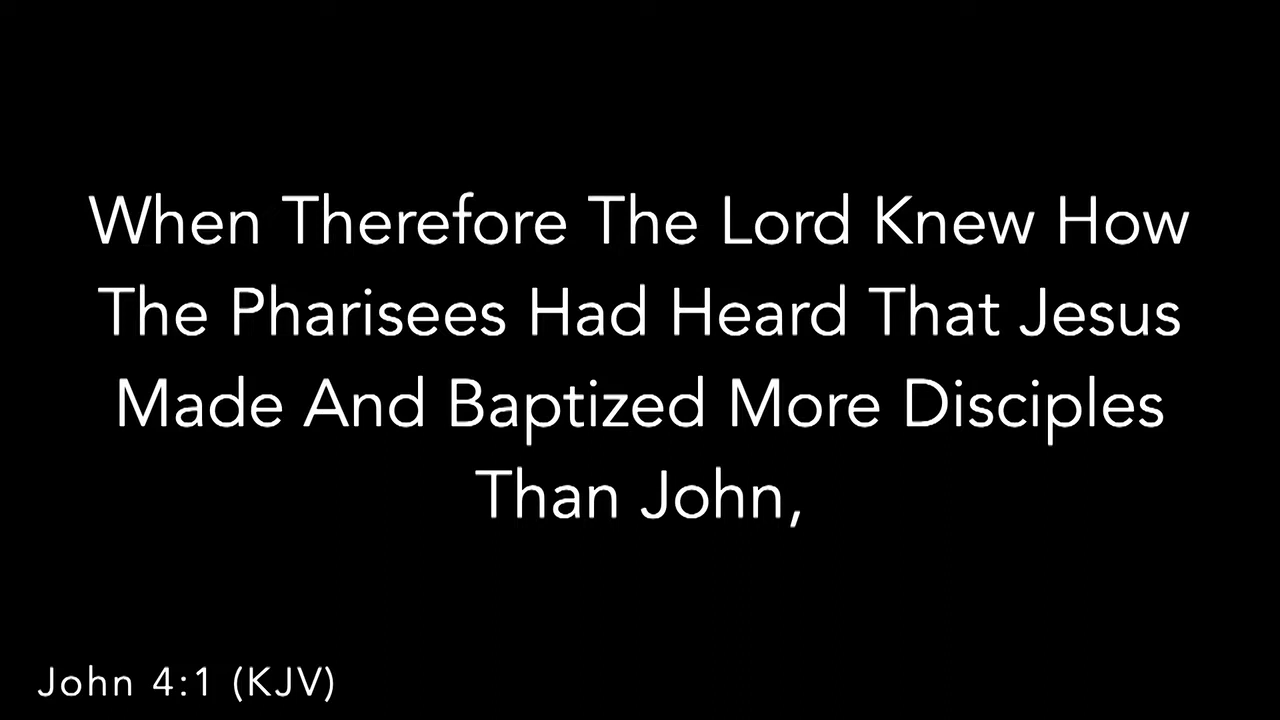 When Therefore The Lord Knew How
The Pharisees Had Heard That Jesus
Made And Baptized More Disciples
Than John,
John 4:1 (KJV)